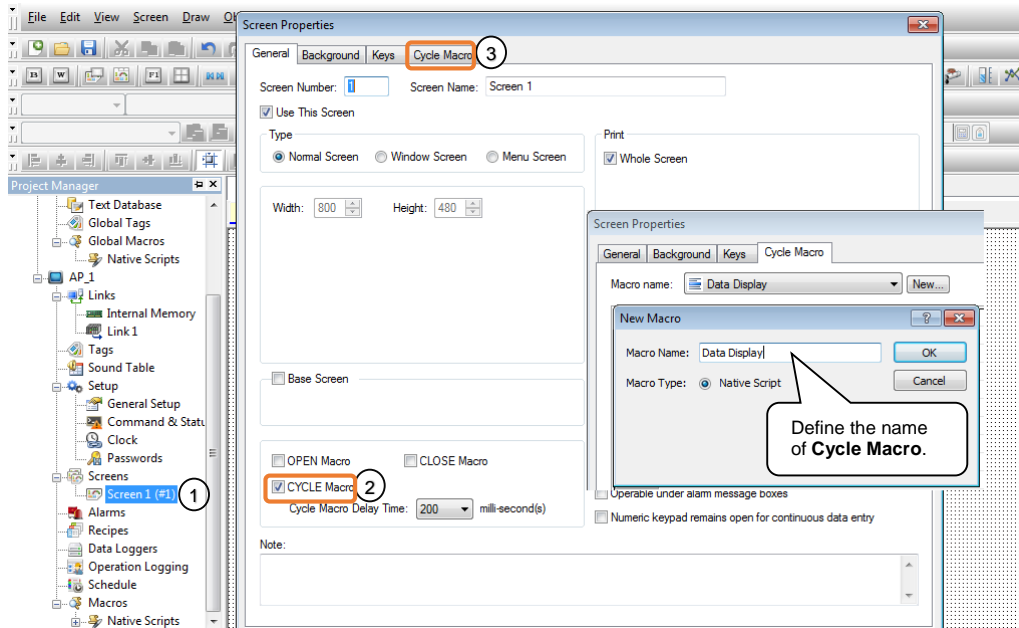 File Edit View Screen Draw
Screen Properties
General Background Keys Cycle Macro 3
Screen Number: 1 Screen Name: Screen 1
Use This Screen
Type
Normal Screen Window Screen Menu Screen
Print
Whole Screen
Width: 800 Height: 480
Base Screen
OPEN Macro CLOSE Macro
CYCLE Macro 2
Cycle Macro Delay Time: 200 milli-second(s)
Operable under alarm message boxes
Numeric keypad remains open for continuous data entry
Note:
Project Manager
Text Database
Global Tags
Global Macros
Native Scripts
AP_1
Links
Internal Memory
Link 1
Tags
Sound Table
Setup
General Setup
Command & Statu
Clock
Passwords
Screens
Screen 1 (#1) 1
Alarms
Recipes
Data Loggers
Operation Logging
Schedule
Macros
Native Scripts
Screen Properties
General Background Keys Cycle Macro
Macro name: Data Display New...
New Macro
Macro Name: Data Display OK
Macro Type: Native Script Cancel
Define the name
of Cycle Macro.